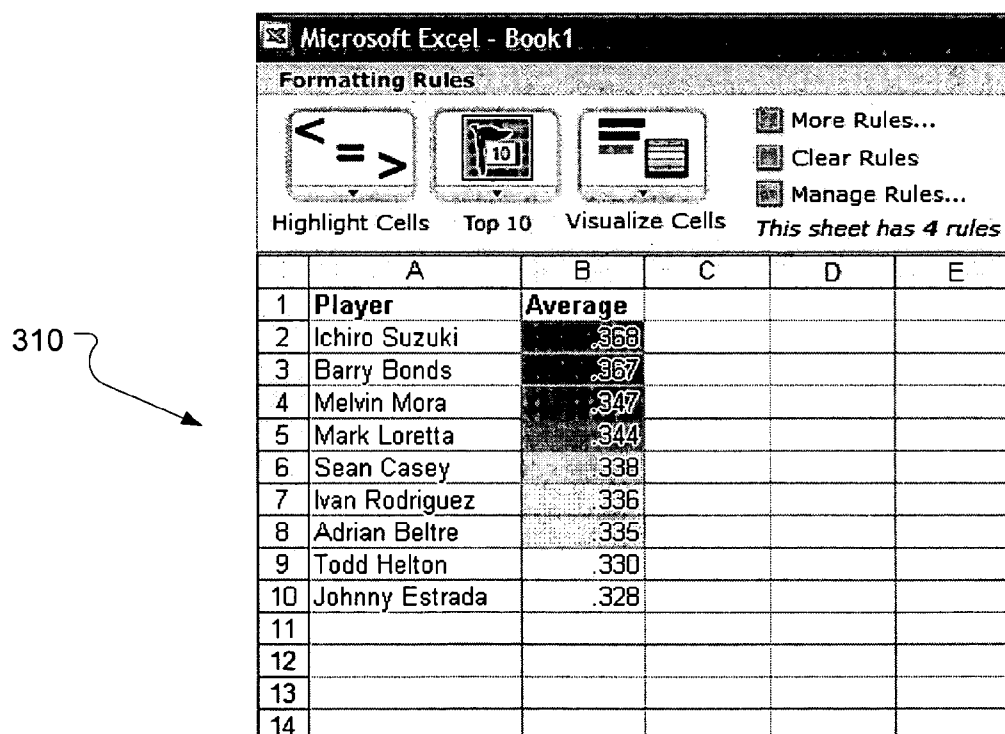 Microsoft Excel - Book1
Formatting Rules
< = >
10
Highlight Cells
Top 10
Visualize Cells
More Rules...
Clear Rules
Manage Rules...
This sheet has 4 rules
310
A B C D E
1 Player Average
2 Ichiro Suzuki .368
3 Barry Bonds .367
4 Melvin Mora .347
5 Mark Loretta .344
6 Sean Casey .338
7 Ivan Rodriguez .336
8 Adrian Beltre .335
9 Todd Helton .330
10 Johnny Estrada .328
11
12
13
14